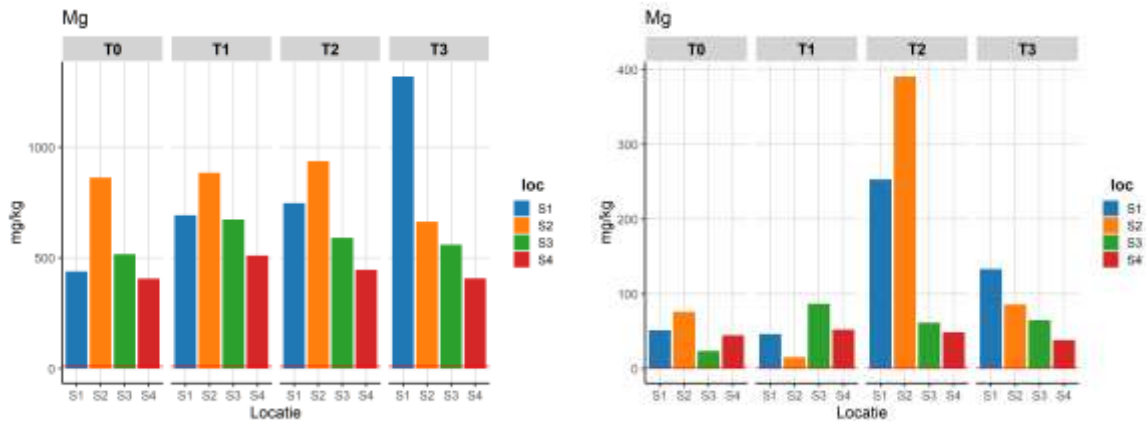 Mg
T0 T1 T2 T3
1000
500
0
mg/kg
S1 S2 S3 S4 S1 S2 S3 S4 S1 S2 S3 S4 S1 S2 S3 S4
Locatie
loc
S1
S2
S3
S4
Mg
T0 T1 T2 T3
400
300
200
100
0
mg/kg
S1 S2 S3 S4 S1 S2 S3 S4 S1 S2 S3 S4 S1 S2 S3 S4
Locatie
loc
S1
S2
S3
S4